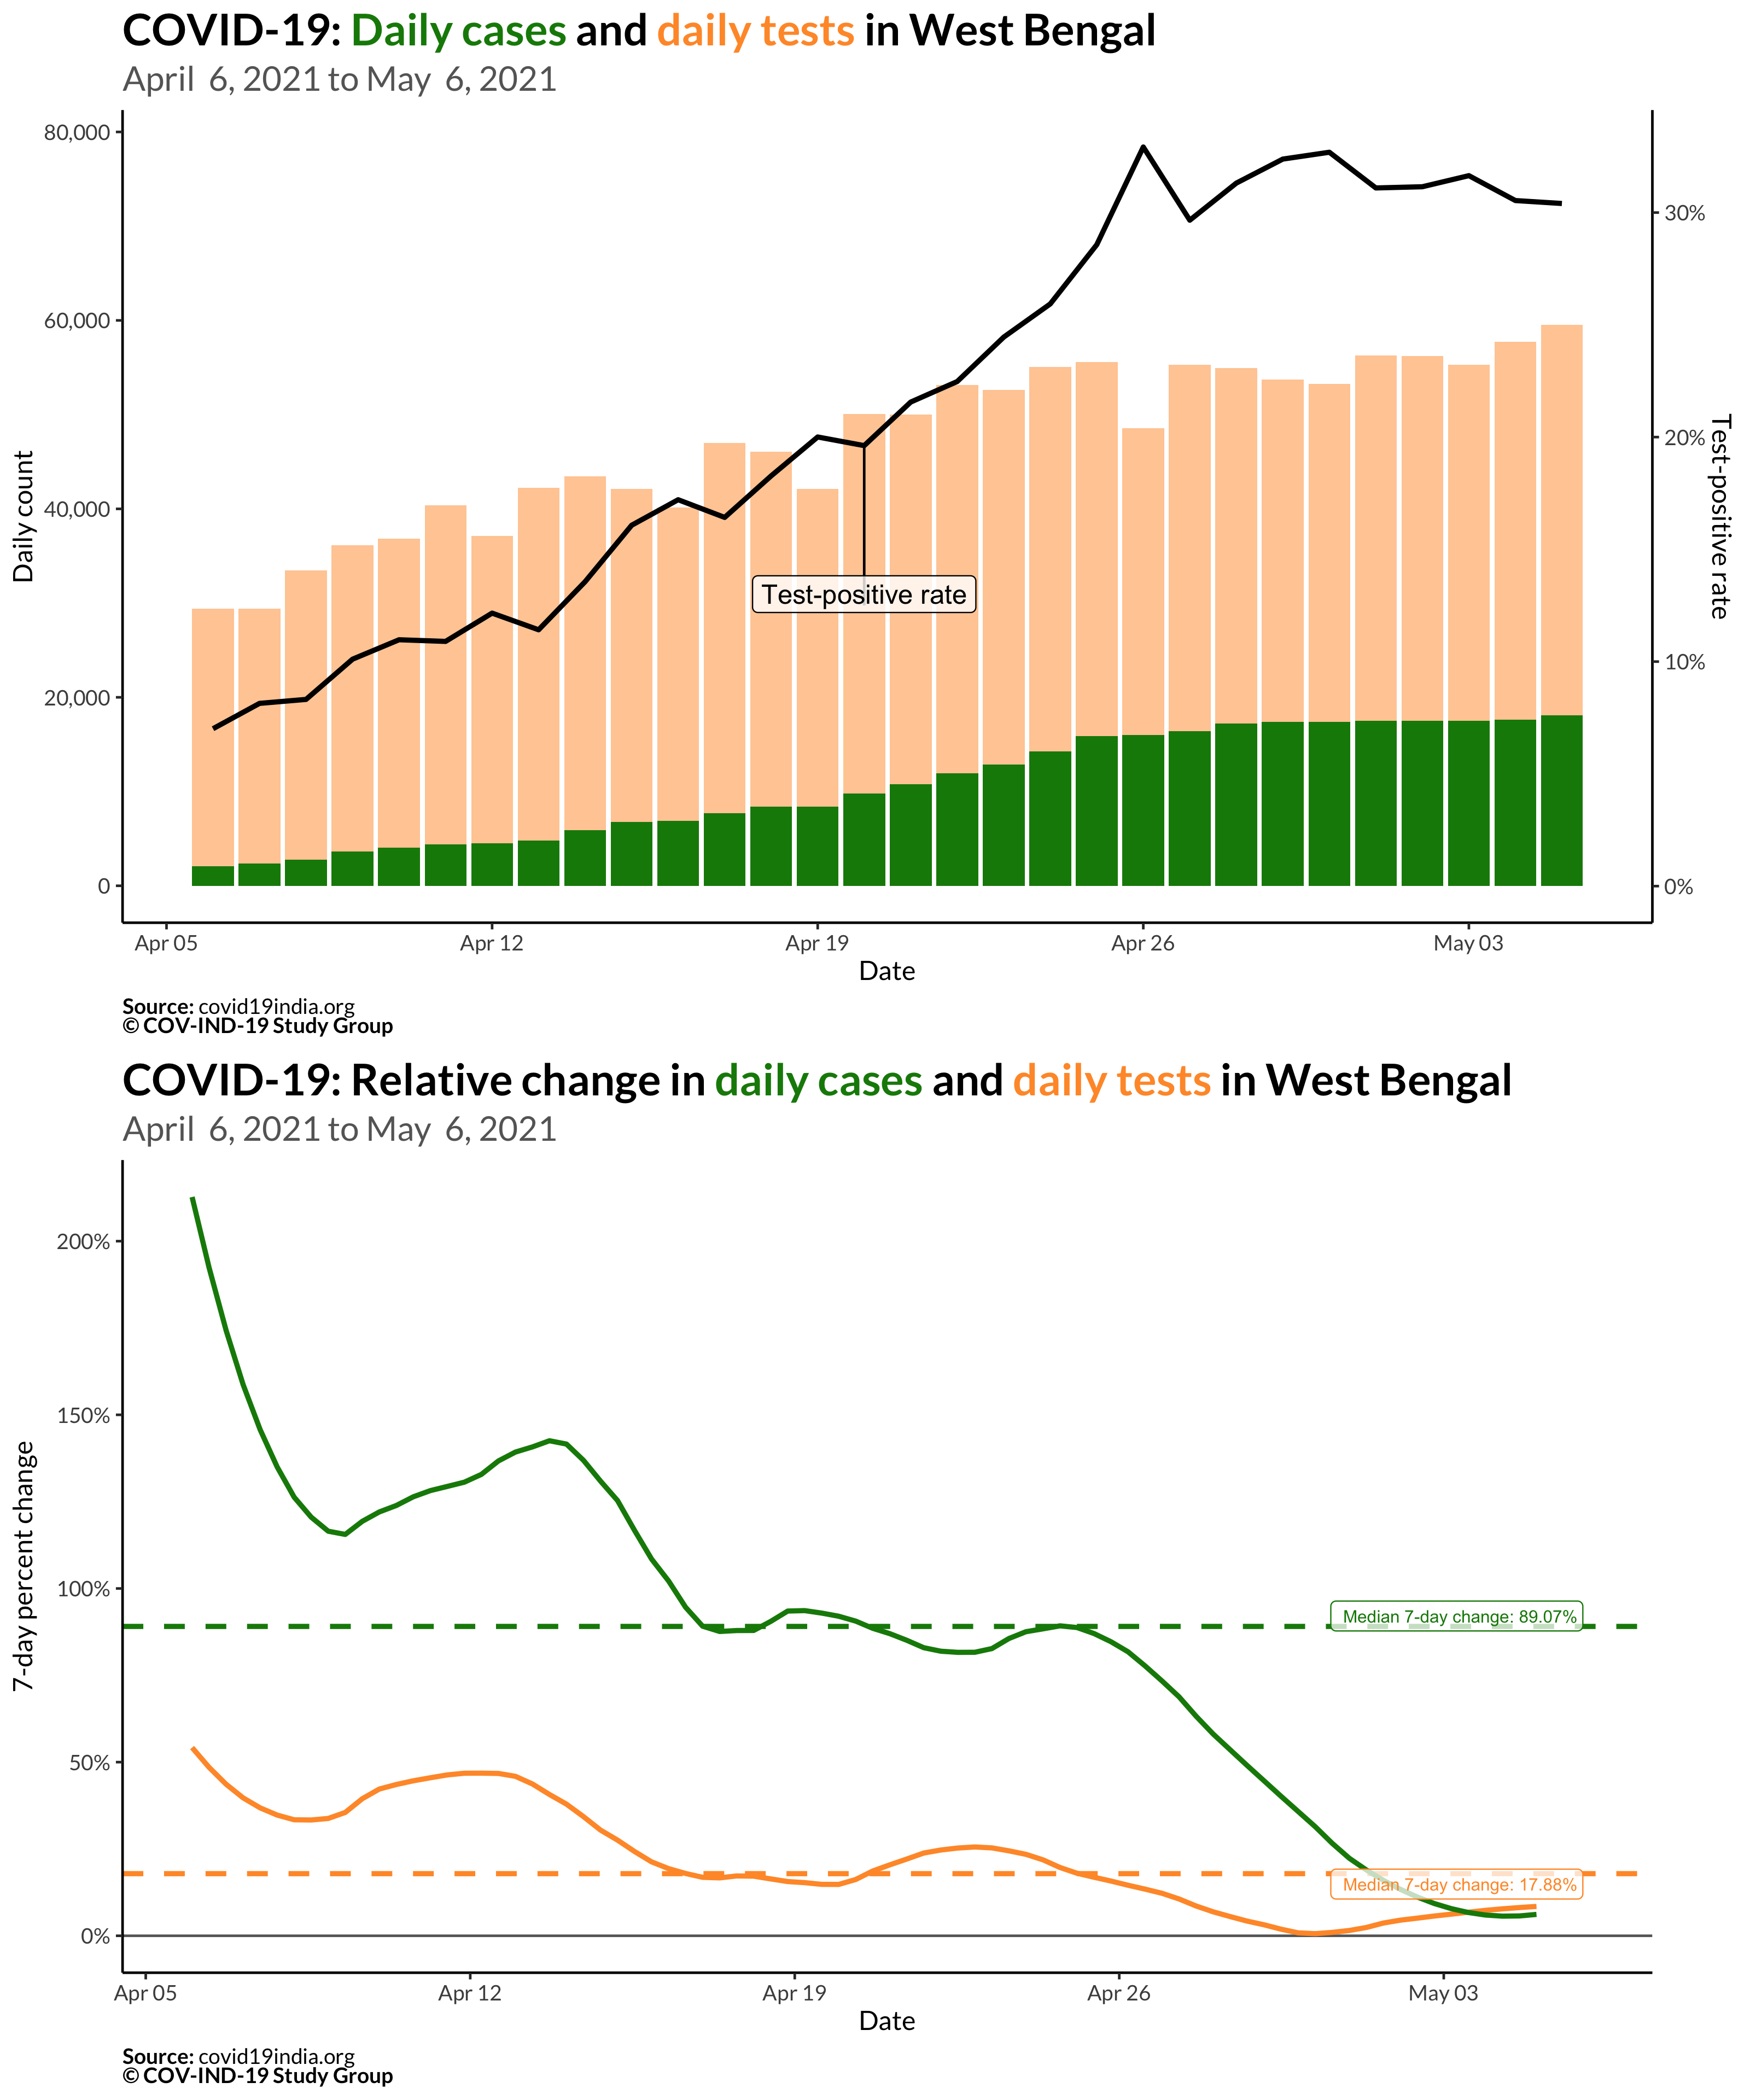 COVID-19: Daily cases and daily tests in West Bengal
April 6, 2021 to May 6, 2021
80,000
60,000
40,000
20,000
0
Daily count
30%
20%
10%
0%
Test-positive rate
Test-positive rate
Apr 05 Apr 12 Apr 19 Apr 26 May 03
Date
Source: covid19india.org
© COV-IND-19 Study Group
COVID-19: Relative change in daily cases and daily tests in West Bengal
April 6, 2021 to May 6, 2021
200%
150%
100%
50%
0%
7-day percent change
Median 7-day change: 89.07%
Median 7-day change: 17.88%
Apr 05 Apr 12 Apr 19 Apr 26 May 03
Date
Source: covid19india.org
© COV-IND-19 Study Group